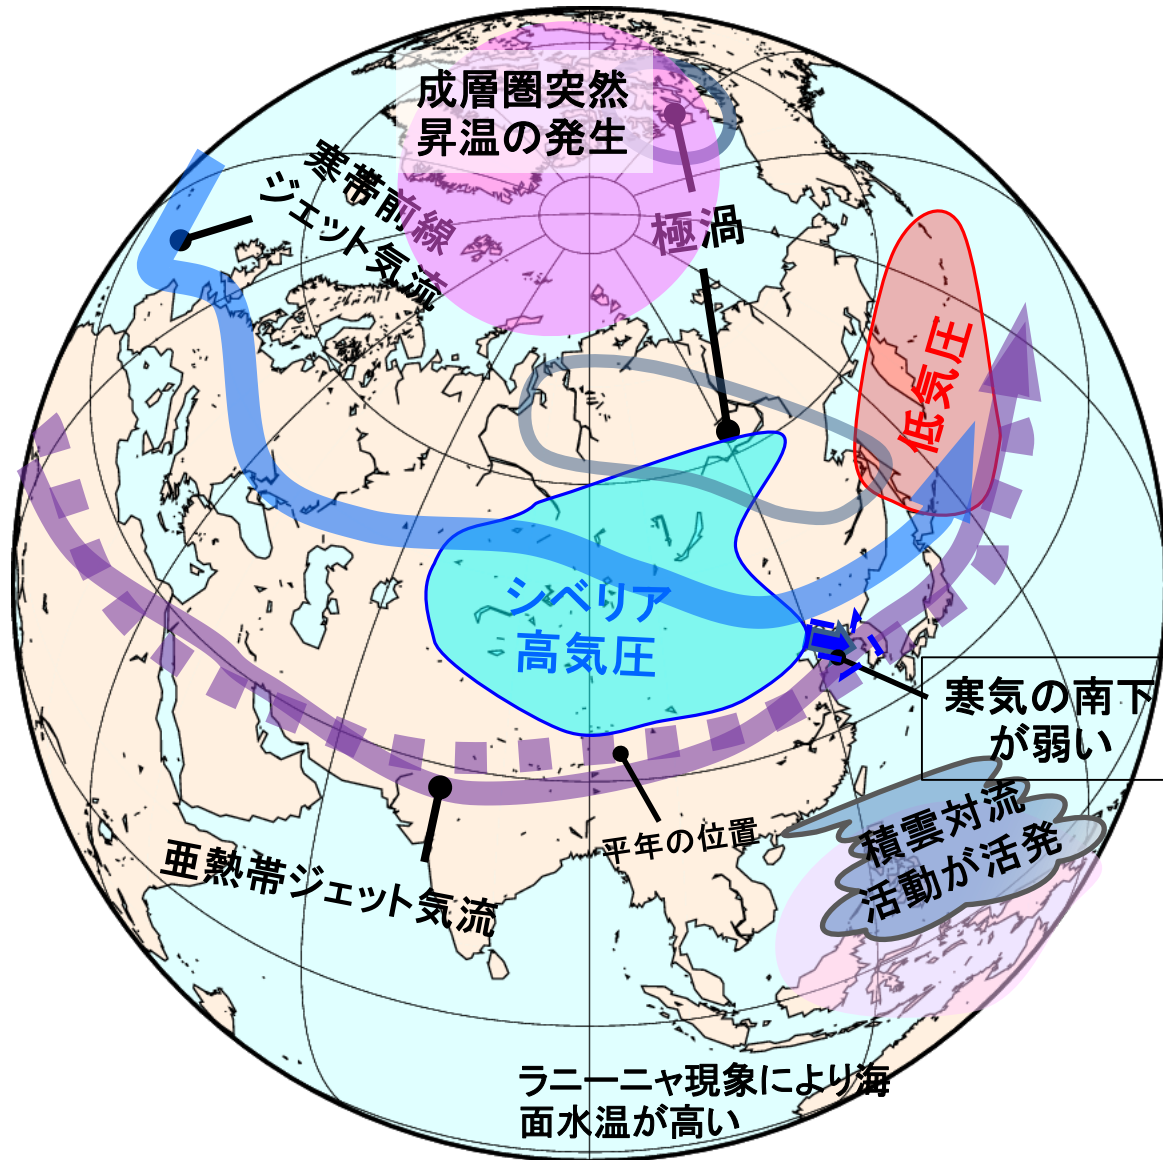 成層圏突然
昇温の発生
寒帯前線
ジェット気流
極渦
低気圧
シベリア
高気圧
寒気の南下
が弱い
積雲対流
活動が活発
平年の位置
亜熱帯ジェット気流
ラニーニャ現象により海
面水温が高い